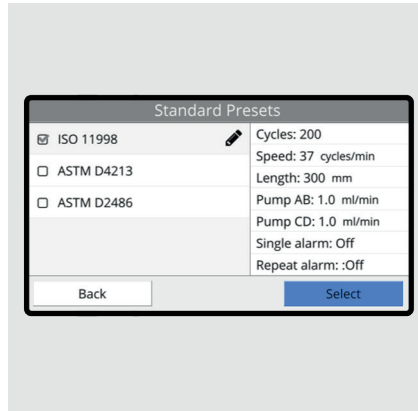 Standard Presets
ISO 11998
ASTM D4213
ASTM D2486
Cycles: 200
Speed: 37 cycles/min
Length: 300 mm
Pump AB: 1.0 ml/min
Pump CD: 1.0 ml/min
Single alarm: Off
Repeat alarm: :Off
Back
Select